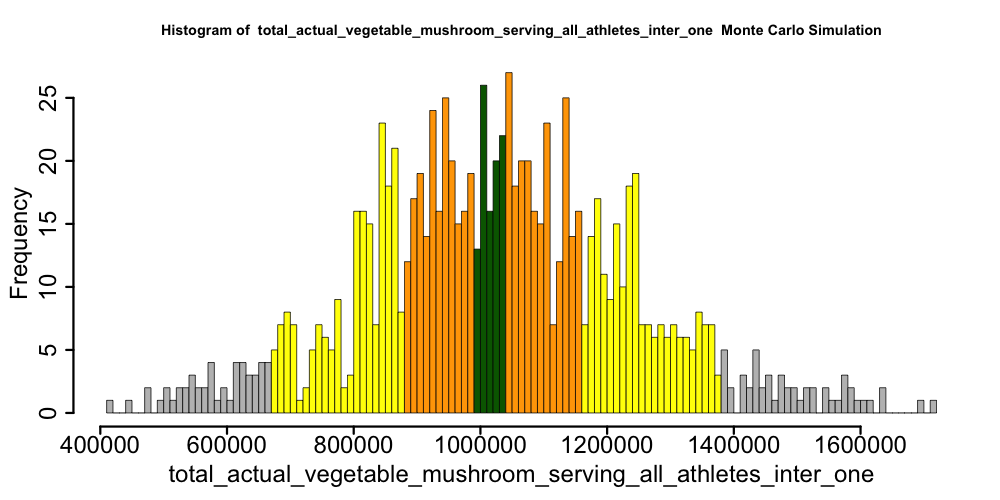 Histogram of  total_actual_vegetable_mushroom_serving_all_athletes_inter_one  Monte Carlo Simulation
Frequency
25
20
15
10
5
0
400000 600000 800000 1000000 1200000 1400000 1600000
total_actual_vegetable_mushroom_serving_all_athletes_inter_one